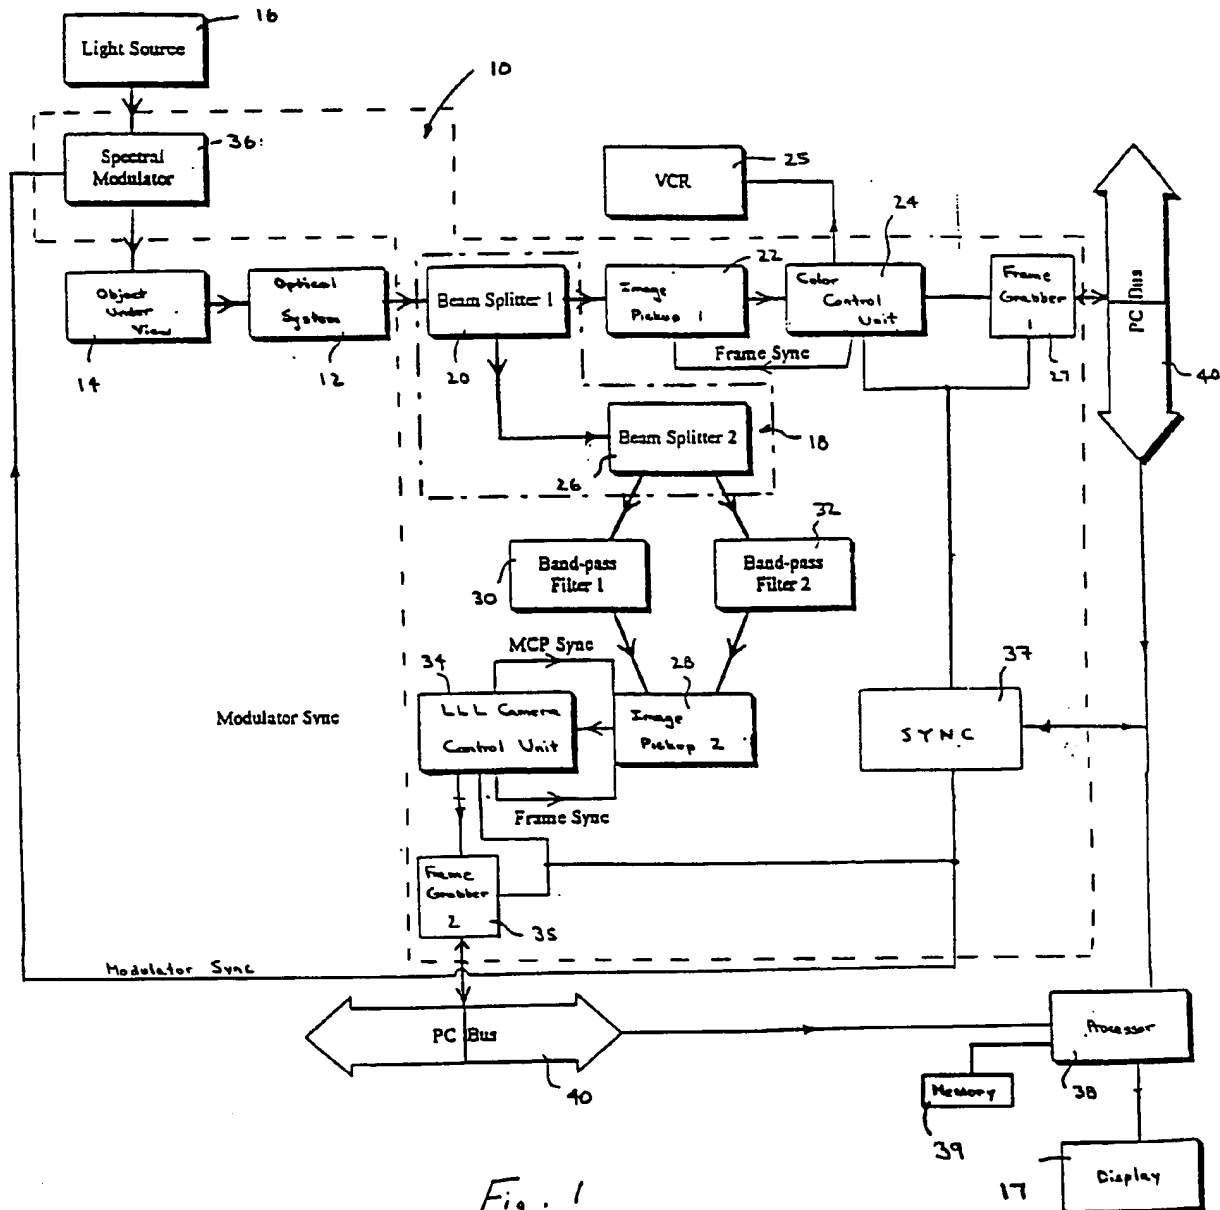 16
Light Source
10
36
Spectral
Modulator
25
VCR
24
22
Object
Under
View
14
Optical
System
12
Beam Splitter 1
20
Image
Pickup 1
Color
Control
Unit
Frame
Grabber
1
27
PC Bus
40
Frame Sync
Beam Splitter 2
18
26
32
Band-pass
Filter 1
30
Band-pass
Filter 2
MCP Sync
34
28
37
Modulator Sync
LLL Camera
Control Unit
Image
Pickup 2
SYNC
Frame Sync
Frame
Grabber
2
35
Modulator Sync
PC Bus
40
Processor
38
Memory
39
17
Display
Fig. 1